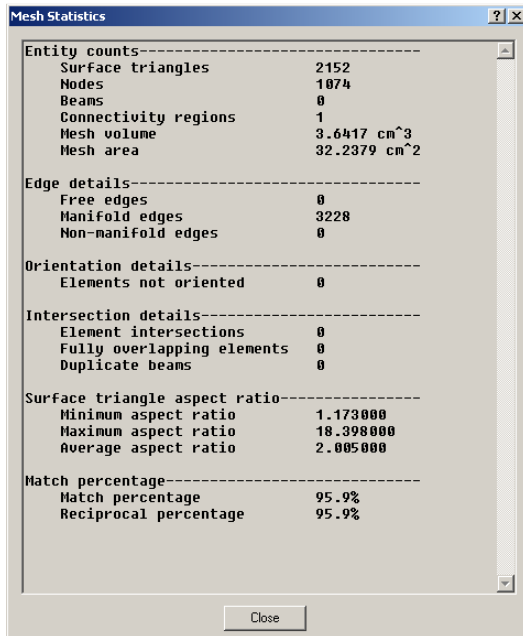 Mesh Statistics
Entity counts--------------------------------
Surface triangles 2152
Nodes 1074
Beams 0
Connectivity regions 1
Mesh volume 3.6417 cm^3
Mesh area 32.2379 cm^2
Edge details---------------------------------
Free edges 0
Manifold edges 3228
Non-manifold edges 0
Orientation details--------------------------
Elements not oriented 0
Intersection details-------------------------
Element intersections 0
Fully overlapping elements 0
Duplicate beams 0
Surface triangle aspect ratio----------------
Minimum aspect ratio 1.173000
Maximum aspect ratio 18.398000
Average aspect ratio 2.005000
Match percentage-----------------------------
Match percentage 95.9%
Reciprocal percentage 95.9%
Close